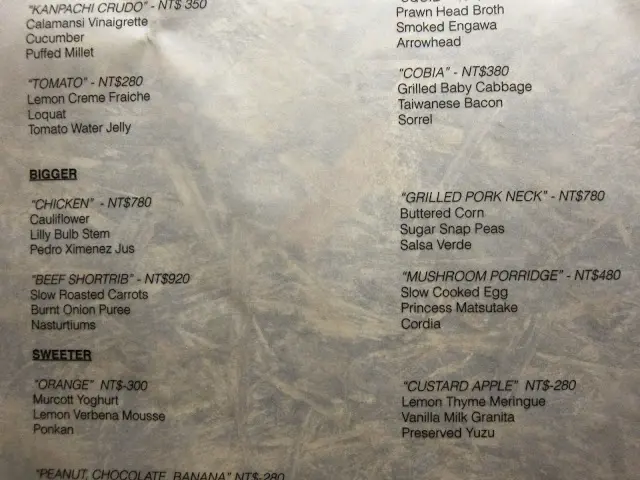 "KANPACHI CRUDO" - NT$ 350
Calamansi Vinaigrette
Cucumber
Puffed Millet
"TOMATO" - NT$280
Lemon Creme Fraiche
Loquat
Tomato Water Jelly
Prawn Head Broth
Smoked Engawa
Arrowhead
"COBIA" - NT$380
Grilled Baby Cabbage
Taiwanese Bacon
Sorrel
BIGGER
"CHICKEN" - NT$780
Cauliflower
Lilly Bulb Stem
Pedro Ximenez Jus
"BEEF SHORTRIB" - NT$920
Slow Roasted Carrots
Burnt Onion Puree
Nasturtiums
"GRILLED PORK NECK" - NT$780
Buttered Corn
Sugar Snap Peas
Salsa Verde
"MUSHROOM PORRIDGE" - NT$480
Slow Cooked Egg
Princess Matsutake
Cordia
SWEETER
"ORANGE" NT$-300
Murcott Yoghurt
Lemon Verbena Mousse
Ponkan
"CUSTARD APPLE" NT$-280
Lemon Thyme Meringue
Vanilla Milk Granita
Preserved Yuzu
"PEANUT, CHOCOLATE, BANANA" NT$-280